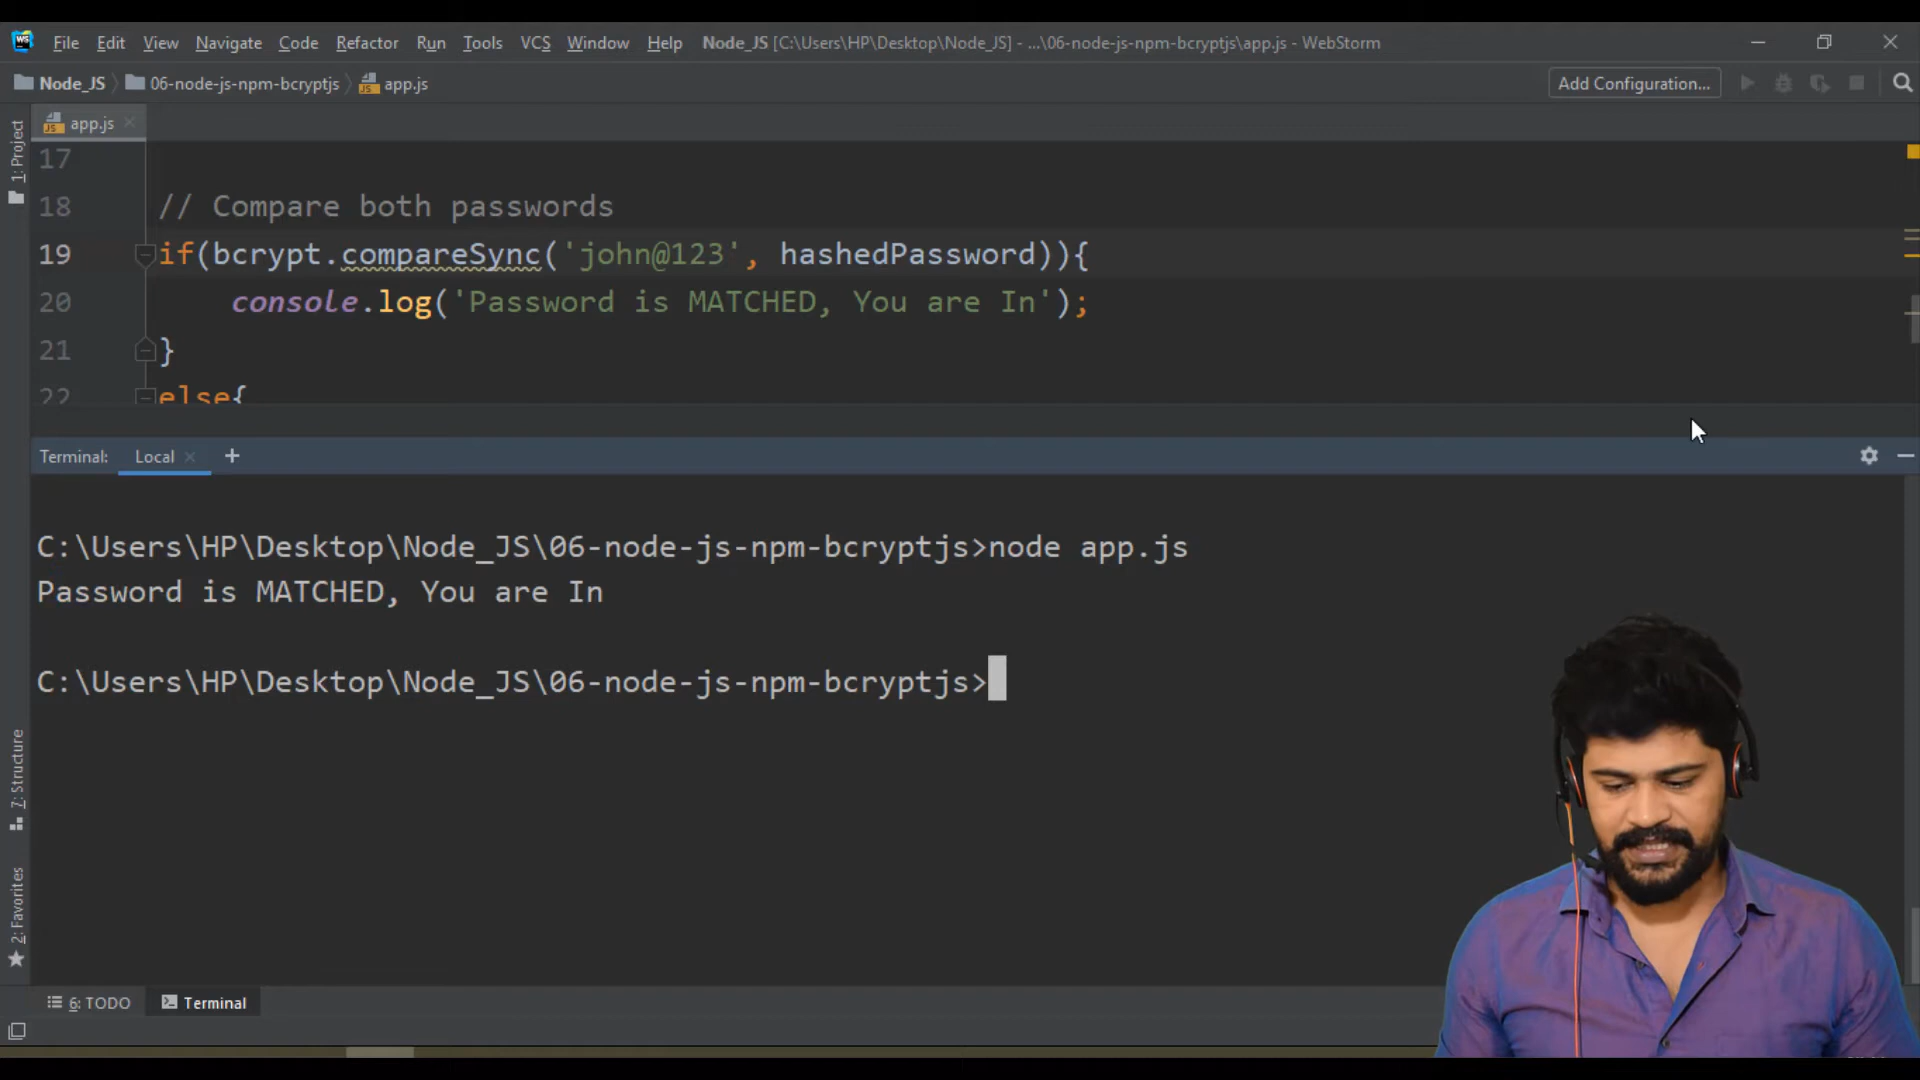 WS File Edit View Navigate Code Refactor Run Tools VCS Window Help Node_JS [C:\Users\HP\Desktop\Node_JS] - ...\06-node-js-npm-bcryptjs\app.js - WebStorm
Node_JS 06-node-js-npm-bcryptjs app.js Add Configuration...
app.js
1: Project
17
18 // Compare both passwords
19 if(bcrypt.compareSync('john@123', hashedPassword)){
20 console.log('Password is MATCHED, You are In');
21 }
22 else{
Terminal: Local +
C:\Users\HP\Desktop\Node_JS\06-node-js-npm-bcryptjs>node app.js
Password is MATCHED, You are In
C:\Users\HP\Desktop\Node_JS\06-node-js-npm-bcryptjs>
7: Structure
2: Favorites
6: TODO Terminal